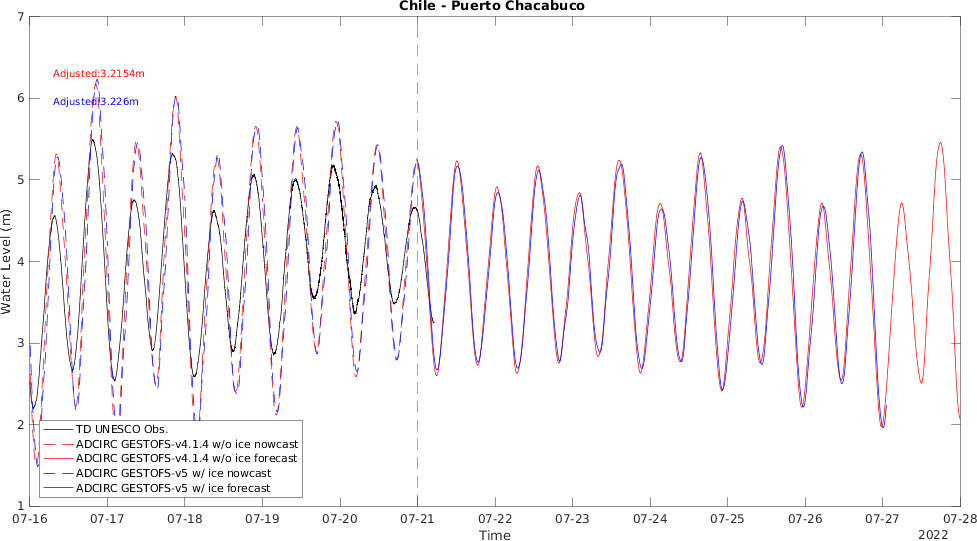 Chile - Puerto Chacabuco
7
6
5
4
3
2
1
Water Level (m)
Adjusted:3.2154m
Adjusted:3.226m
TD UNESCO Obs.
ADCIRC GESTOFS-v4.1.4 w/o ice nowcast
ADCIRC GESTOFS-v4.1.4 w/o ice forecast
ADCIRC GESTOFS-v5 w/ ice nowcast
ADCIRC GESTOFS-v5 w/ ice forecast
07-16 07-17 07-18 07-19 07-20 07-21 07-22 07-23 07-24 07-25 07-26 07-27 07-28
Time
2022